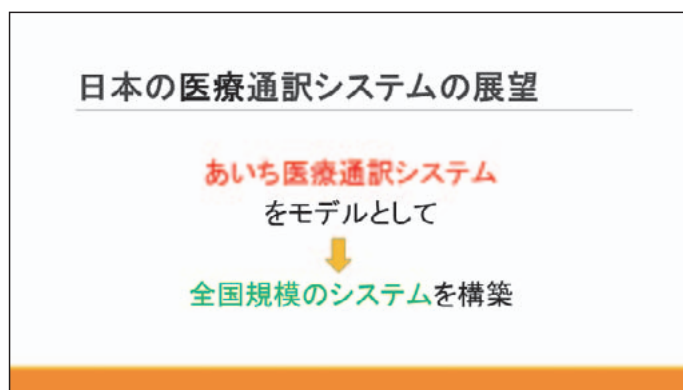 日本の医療通訳システムの展望
あいち医療通訳システム
をモデルとして
全国規模のシステムを構築